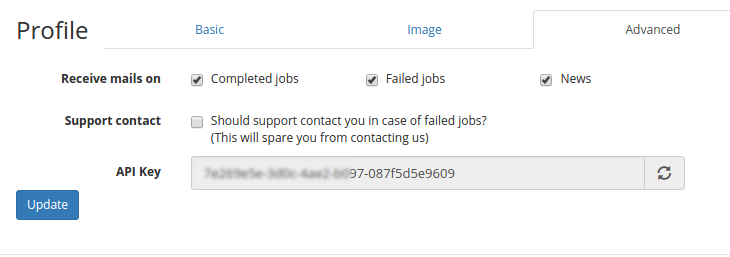 Profile
Basic
Image
Advanced
Receive mails on
Completed jobs
Failed jobs
News
Support contact
Should support contact you in case of failed jobs?
(This will spare you from contacting us)
API Key
97-087f5d5e9609
Update